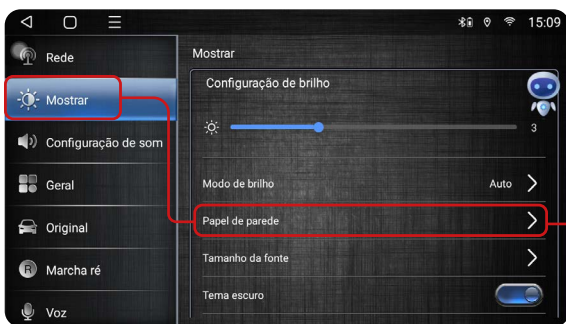 15:09
Rede
Mostrar
Mostrar
Configuração de brilho
3
Configuração de som
Geral
Modo de brilho
Auto
Papel de parede
Original
Tamanho da fonte
R
Marcha ré
Tema escuro
Voz